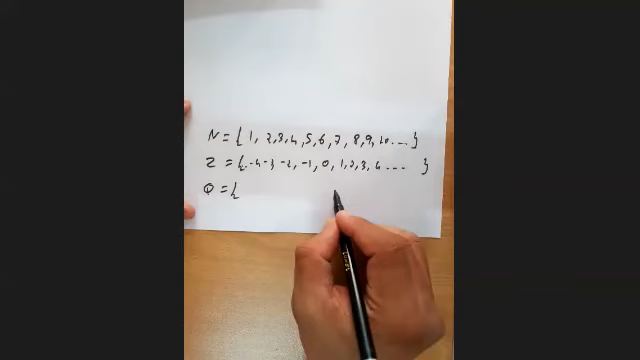 N = { 1, 2, 3, 4, 5, 6, 7, 8, 9, 10 .... }
Z = { .. -4 -3 -2, -1, 0, 1, 2, 3, 4 .... }
Q = {